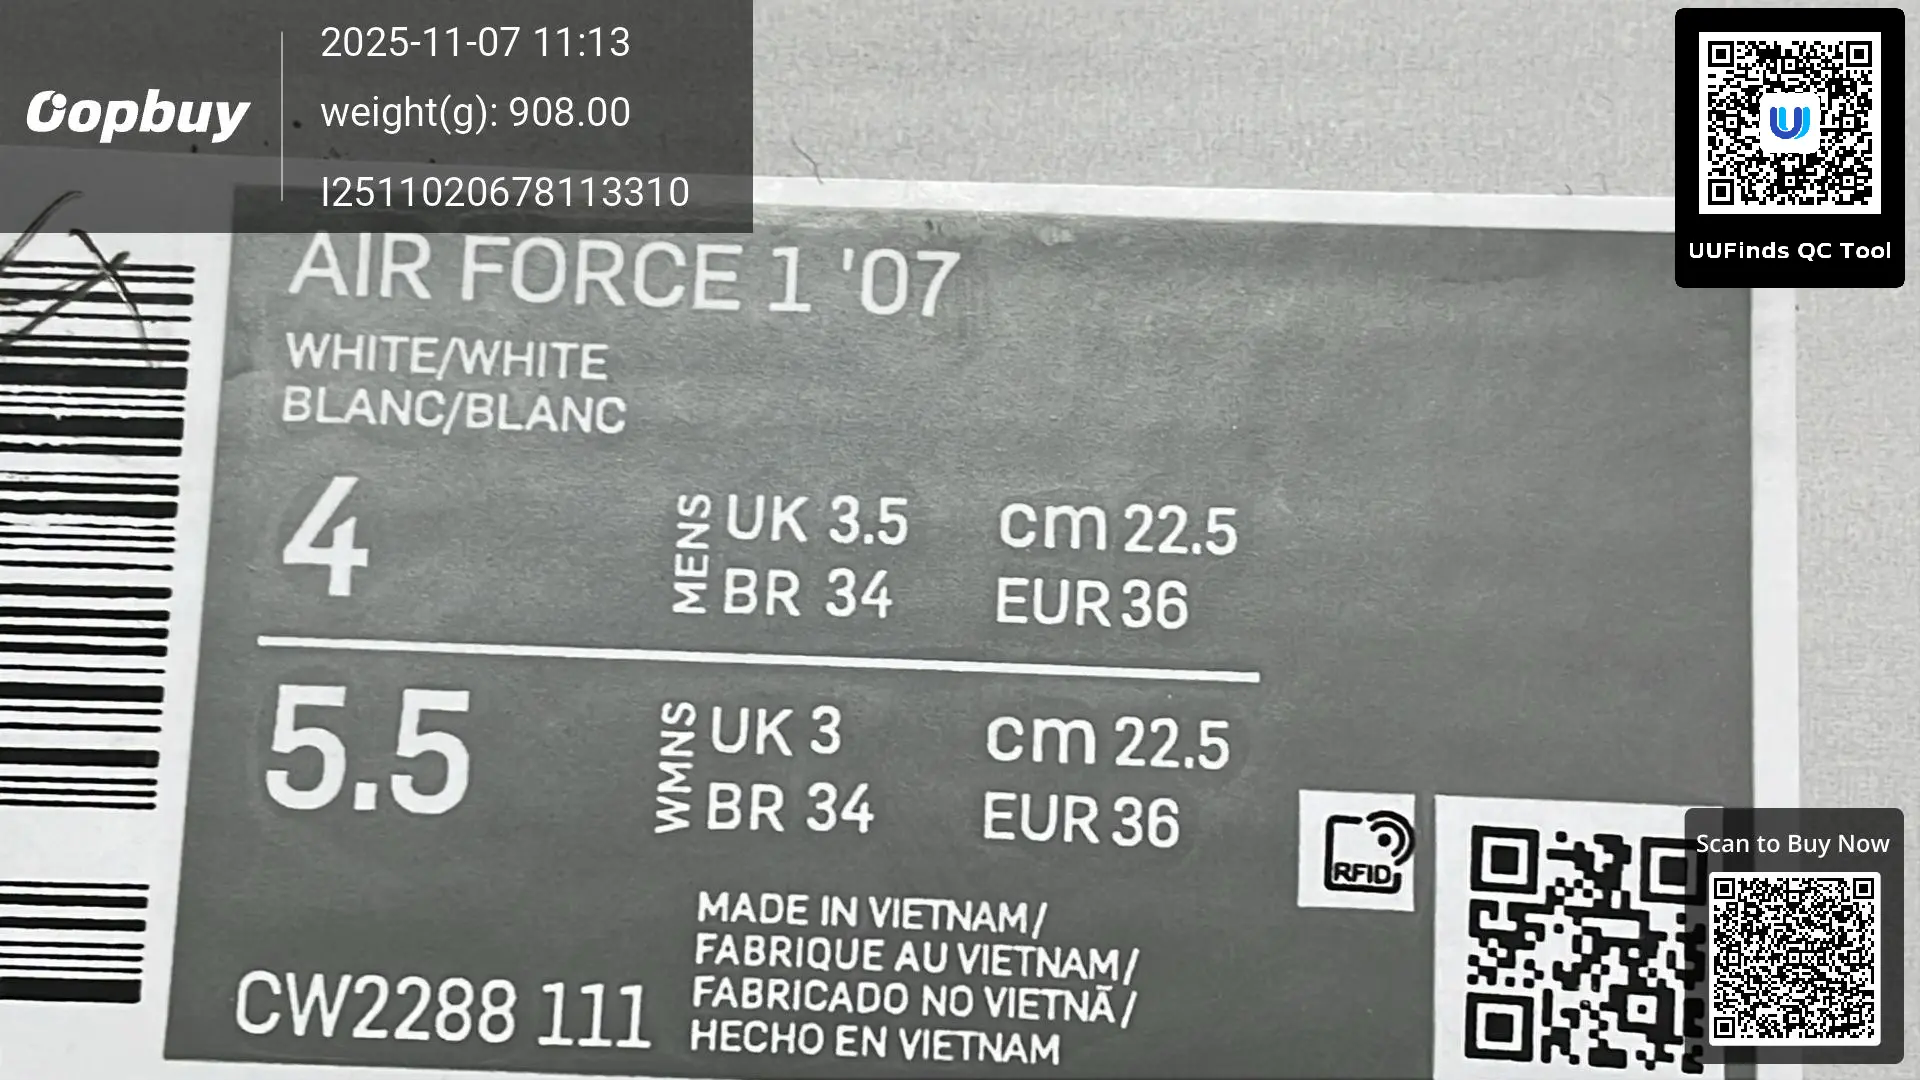 Oopbuy
2025-11-07 11:13
weight(g): 908.00
I2511020678113310
UUFinds QC Tool
AIR FORCE 1 '07
WHITE/WHITE
BLANC/BLANC
4
MENS
UK 3.5
cm 22.5
BR 34
EUR 36
5.5
WMNS
UK 3
cm 22.5
BR 34
EUR 36
RFID
Scan to Buy Now
MADE IN VIETNAM/
FABRIQUE AU VIETNAM/
FABRICADO NO VIETNÃ/
HECHO EN VIETNAM
CW2288 111